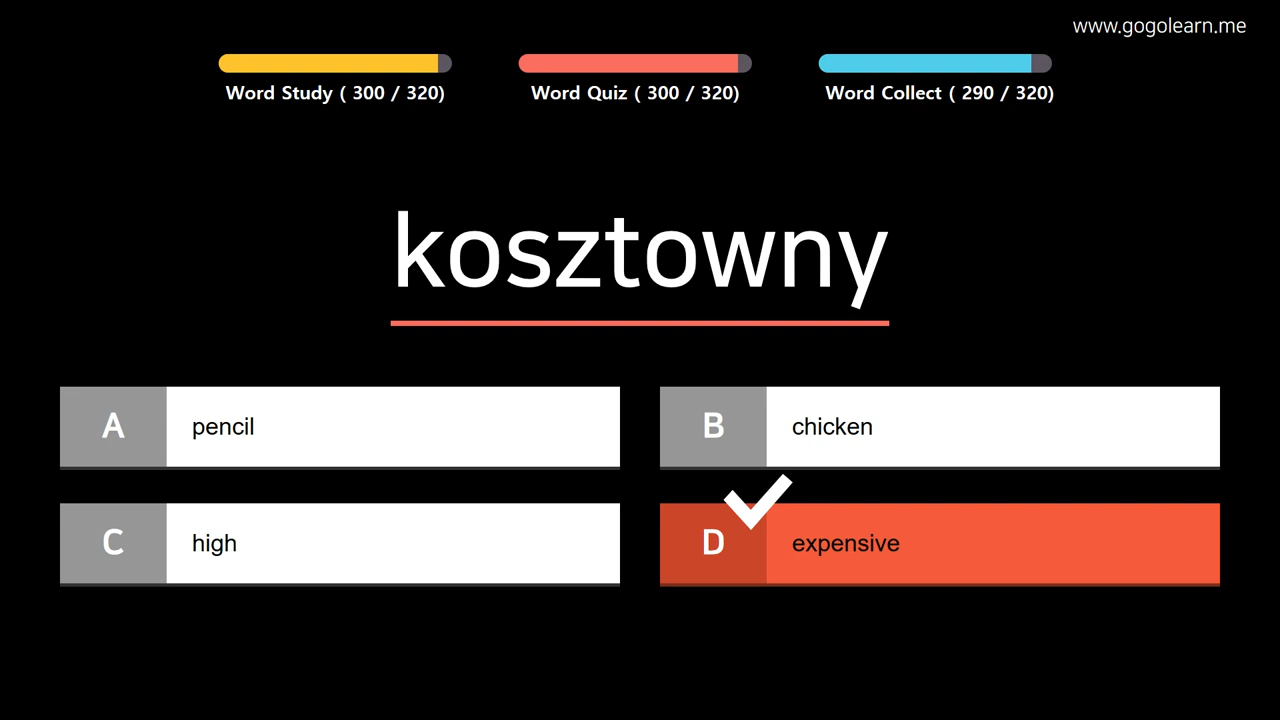 www.gogolearn.me
Word Study ( 300 / 320)
Word Quiz ( 300 / 320)
Word Collect ( 290 / 320)
kosztowny
A pencil
B chicken
C high
D expensive